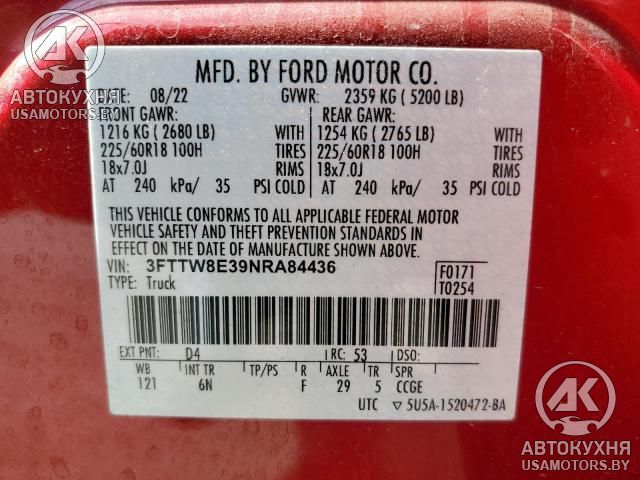 AK
АВТОКУХНЯ
USAMOTORS.BY
MFD. BY FORD MOTOR CO.
DATE: 08/22 GVWR: 2359 KG ( 5200 LB)
FRONT GAWR: REAR GAWR:
1216 KG ( 2680 LB) WITH 1254 KG ( 2765 LB) WITH
225/60R18 100H TIRES 225/60R18 100H TIRES
18x7.0J RIMS 18x7.0J RIMS
AT 240 kPa/ 35 PSI COLD AT 240 kPa/ 35 PSI COLD
THIS VEHICLE CONFORMS TO ALL APPLICABLE FEDERAL MOTOR
VEHICLE SAFETY AND THEFT PREVENTION STANDARDS IN
EFFECT ON THE DATE OF MANUFACTURE SHOWN ABOVE.
VIN: 3FTTW8E39NRA84436 F0171
TYPE: Truck T0254
EXT PNT: D4 RC: 53 DSO:
WB INT TR TP/PS R AXLE TR SPR
121 6N F 29 5 CCGE
UTC ▽ 5U5A-1520472-BA
AK
АВТОКУХНЯ
USAMOTORS.BY